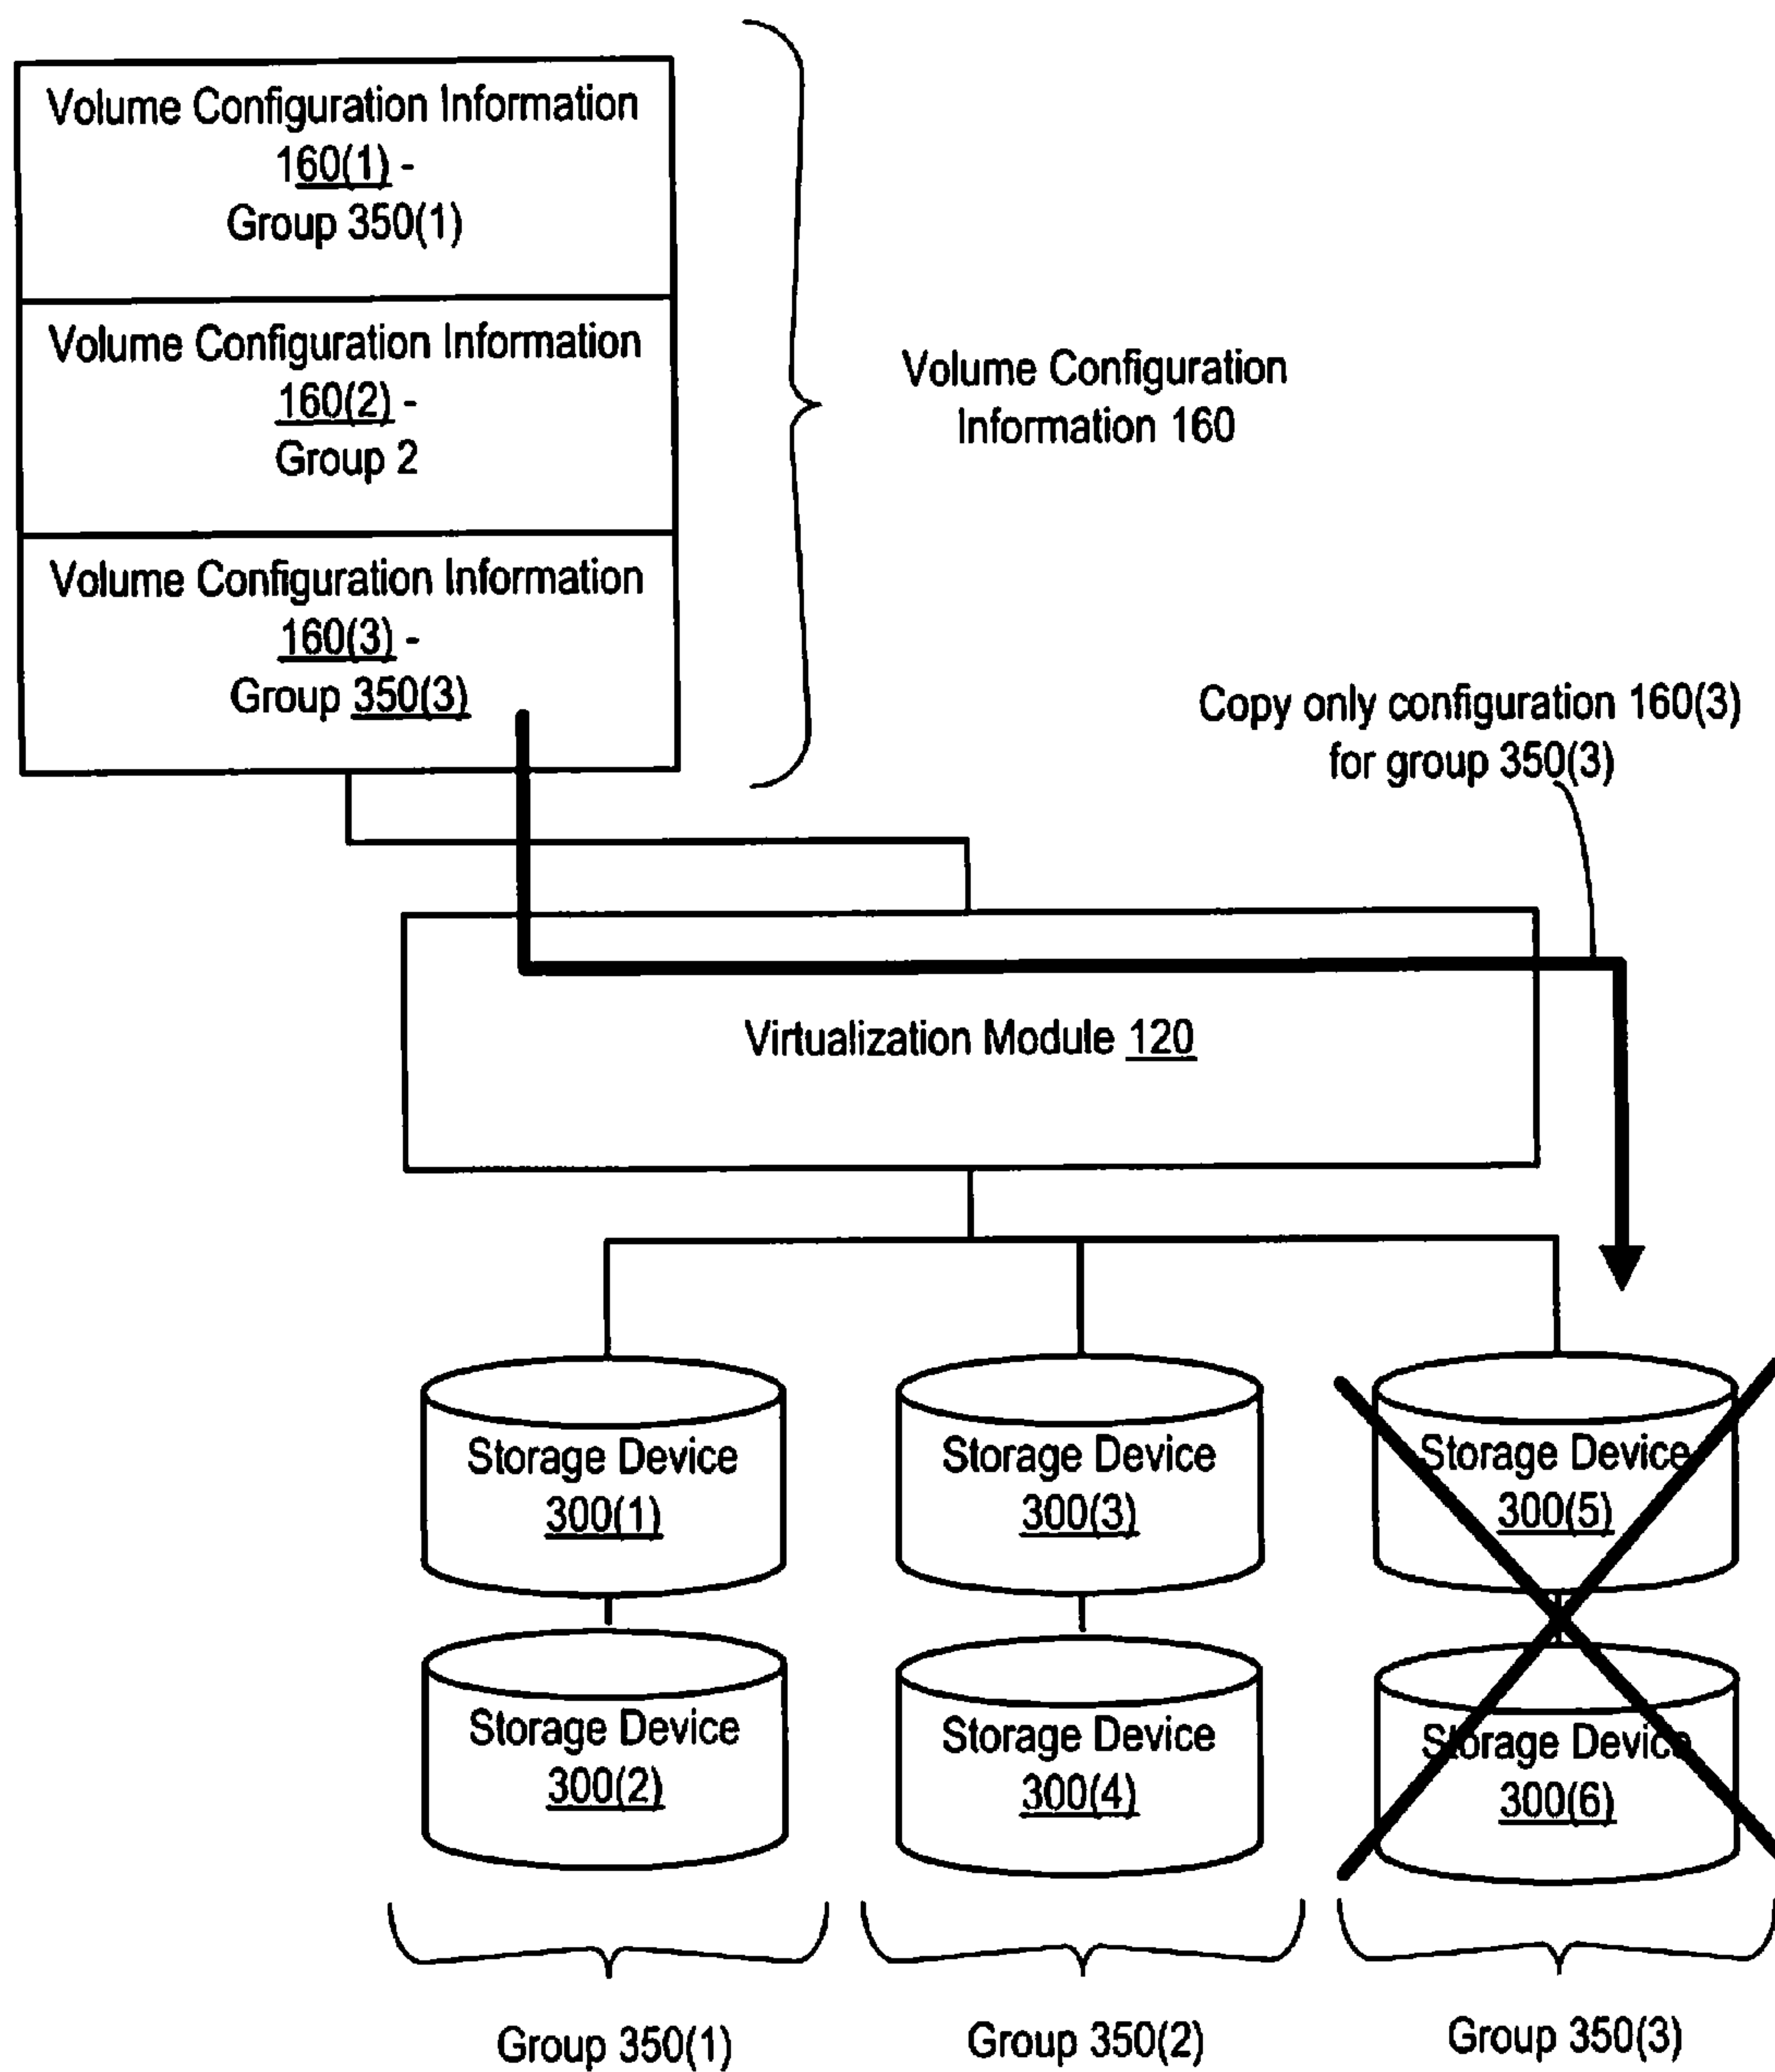 Volume Configuration Information
160(1) -
Group 350(1)
Volume Configuration Information
160(2) -
Group 2
Volume Configuration Information
160(3) -
Group 350(3)
Volume Configuration
Information 160
Copy only configuration 160(3)
for group 350(3)
Virtualization Module 120
Storage Device
300(1)
Storage Device
300(3)
Storage Device
300(5)
Storage Device
300(2)
Storage Device
300(4)
Storage Device
300(6)
Group 350(1)
Group 350(2)
Group 350(3)